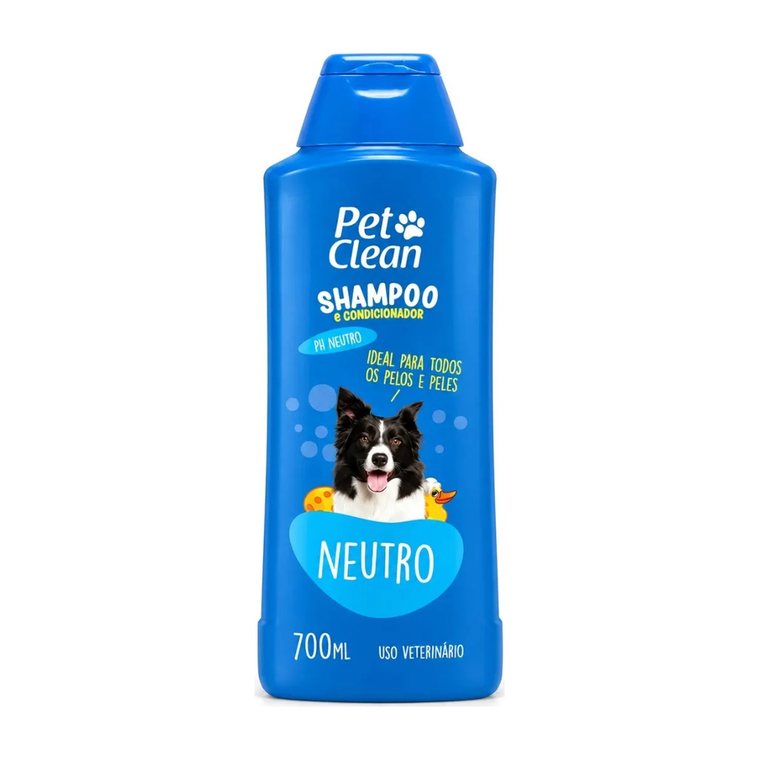 Pet
Clean
SHAMPOO
e CONDICIONADOR
PH NEUTRO
IDEAL PARA TODOS
OS PELOS E PELES
NEUTRO
700ML
USO VETERINÁRIO